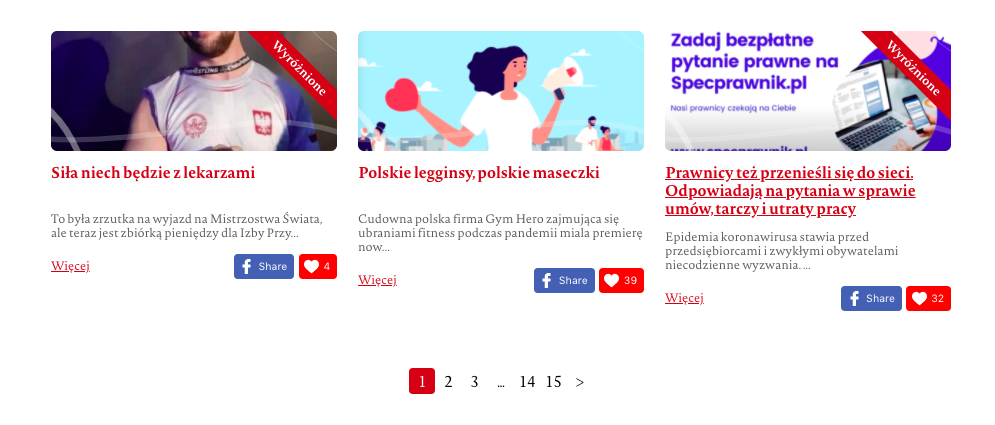 Wyróżnione
Siła niech będzie z lekarzami
To była zrzutka na wyjazd na Mistrzostwa Świata,
ale teraz jest zbiórką pieniędzy dla Izby Przy...
Więcej
Share
4
Polskie legginsy, polskie maseczki
Cudowna polska firma Gym Hero zajmująca się
ubraniami fitness podczas pandemii miala premierę
now...
Więcej
Share
39
Zadaj bezpłatne
pytanie prawne na
Specprawnik.pl
Nasi prawnicy czekają na Ciebie
www.specprawnik.pl
Wyróżnione
Prawnicy też przenieśli się do sieci.
Odpowiadają na pytania w sprawie
umów, tarczy i utraty pracy
Epidemia koronawirusa stawia przed
przedsiębiorcami i zwykłymi obywatelami
niecodzienne wyzwania. ...
Więcej
Share
32
1 2 3 ... 14 15 >